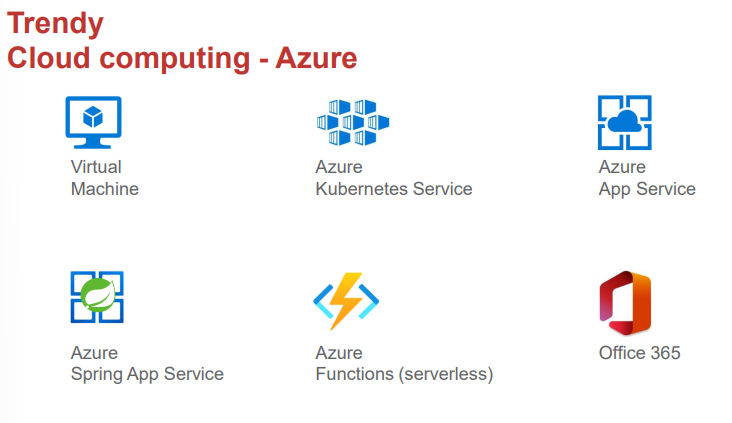 Trendy
Cloud computing - Azure
Virtual
Machine
Azure
Kubernetes Service
Azure
App Service
Azure
Spring App Service
Azure
Functions (serverless)
Office 365